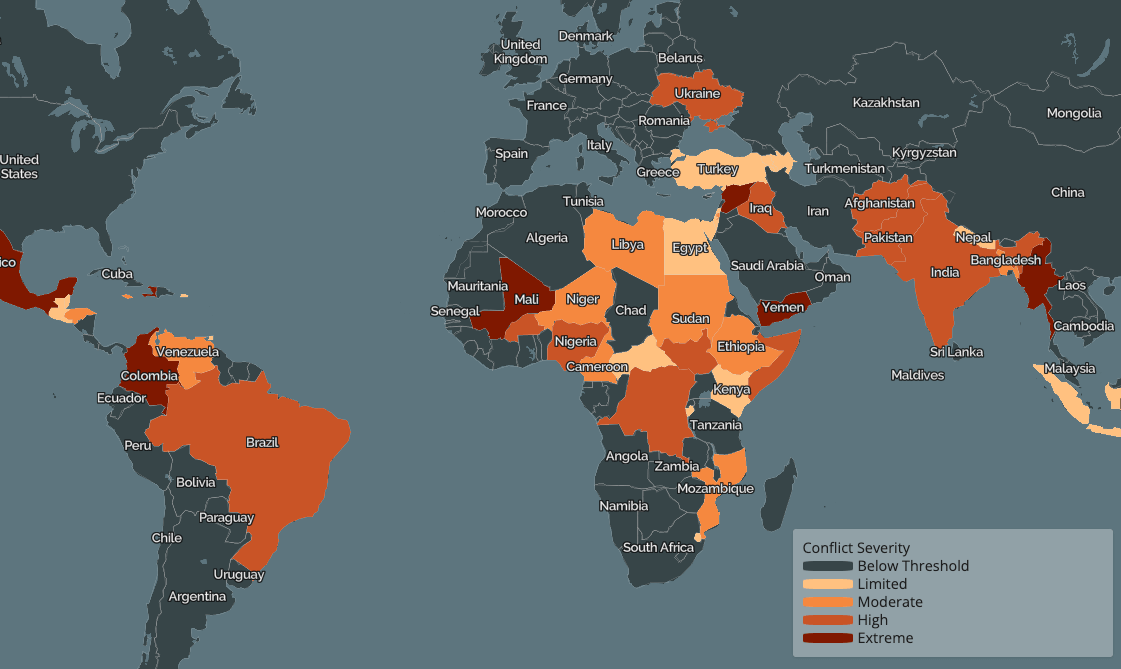 Denmark
United
Kingdom
Belarus
Germany
Ukraine
France
Kazakhstan
Romania
Mongolia
Italy
Spain
Kyrgyzstan
United
States
Greece
Turkey
Turkmenistan
China
Tunisia
Afghanistan
Morocco
Iraq
Iran
Algeria
Libya
Egypt
Pakistan
Nepal
ico
Cuba
Saudi Arabia
Bangladesh
India
Oman
Mauritania
Laos
Mali
Niger
Yemen
Senegal
Chad
Sudan
Cambodia
Nigeria
Ethiopia
Venezuela
Sri Lanka
Cameroon
Malaysia
Colombia
Maldives
Kenya
Ecuador
Tanzania
Brazil
Peru
Angola
Zambia
Bolivia
Mozambique
Namibia
Paraguay
Chile
South Africa
Uruguay
Argentina
Conflict Severity
Below Threshold
Limited
Moderate
High
Extreme